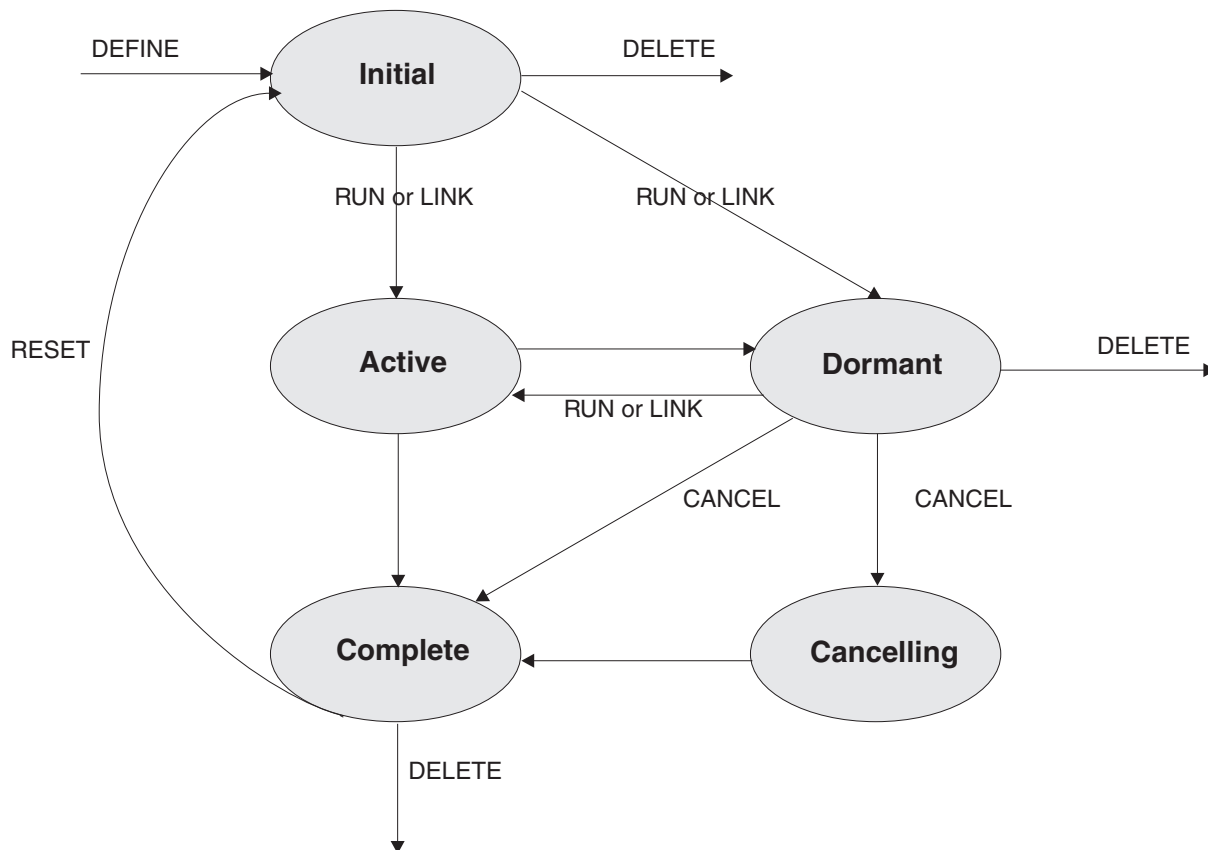 DEFINE
Initial
DELETE
RUN or LINK
RUN or LINK
RESET
Active
Dormant
DELETE
RUN or LINK
CANCEL
CANCEL
Complete
Cancelling
DELETE